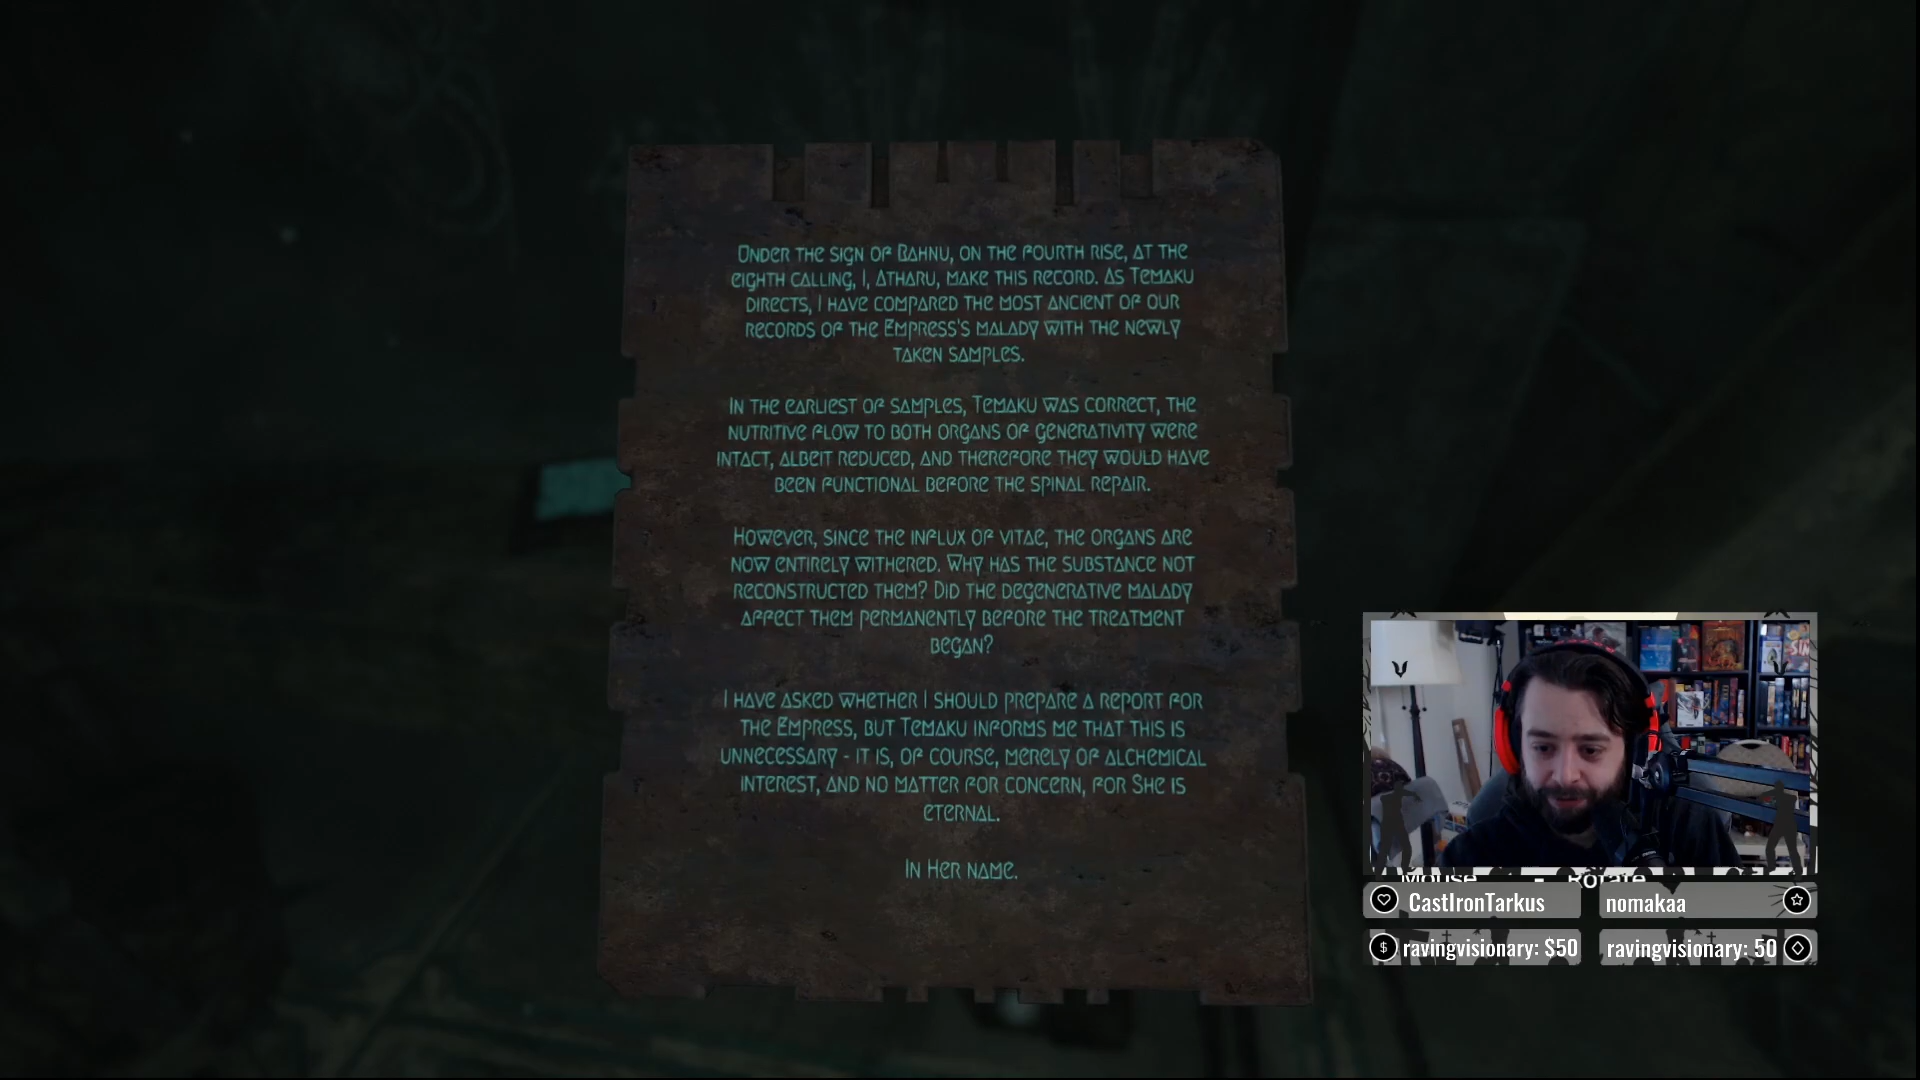 Under the sign of Bahnu, on the fourth rise, at the
eighth calling, I, Atharu, make this record. As Temaku
directs, I have compared the most ancient of our
records of the Empress's malady with the newly
taken samples.
In the earliest of samples, Temaku was correct, the
nutritive flow to both organs of generativity were
intact, albeit reduced, and therefore they would have
been functional before the spinal repair.
However, since the influx of vitae, the organs are
now entirely withered. Why has the substance not
reconstructed them? Did the degenerative malady
affect them permanently before the treatment
began?
I have asked whether I should prepare a report for
the Empress, but Temaku informs me that this is
unnecessary - it is, of course, merely of alchemical
interest, and no matter for concern, for She is
eternal.
In Her name.
Mouse - Rotate
CastIronTarkus
nomakaa
ravingvisionary: $50
ravingvisionary: 50